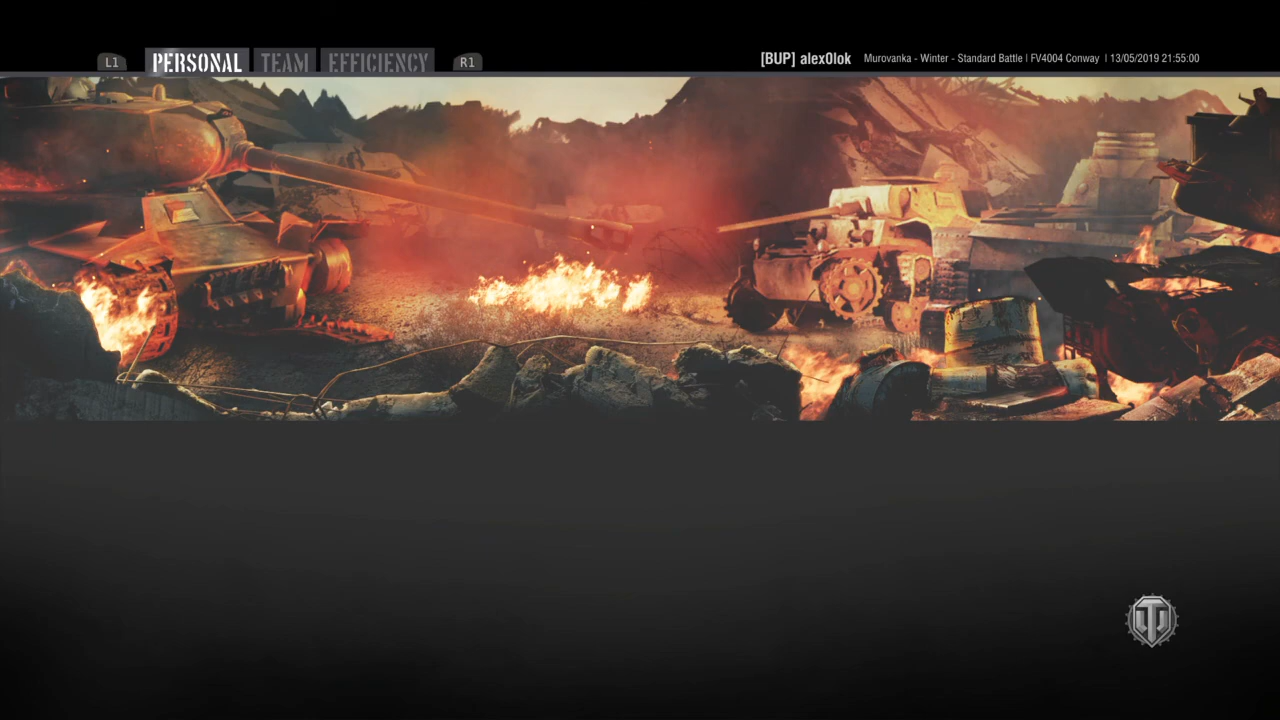 L1 PERSONAL TEAM EFFICIENCY R1 [BUP] alex0lok Murovanka - Winter - Standard Battle | FV4004 Conway | 13/05/2019 21:55:00